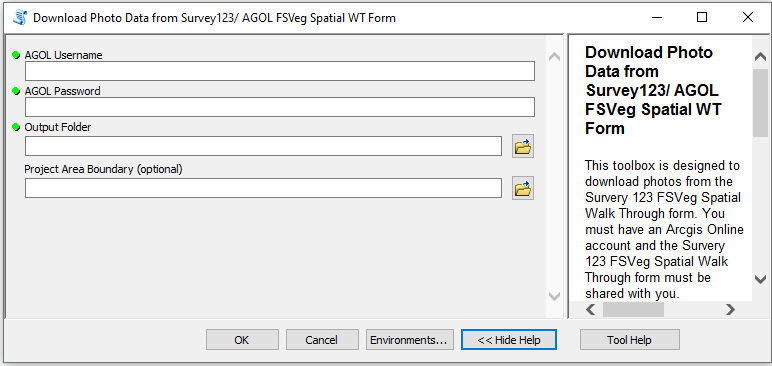 Download Photo Data from Survey123/ AGOL FSVeg Spatial WT Form
AGOL Username
AGOL Password
Output Folder
Project Area Boundary (optional)
Download Photo
Data from
Survey123/ AGOL
FSVeg Spatial WT
Form
This toolbox is designed to
download photos from the
Survery 123 FSVeg Spatial
Walk Through form. You
must have an Arcgis Online
account and the Survery
123 FSVeg Spatial Walk
Through form must be
shared with you.
OK
Cancel
Environments...
<< Hide Help
Tool Help